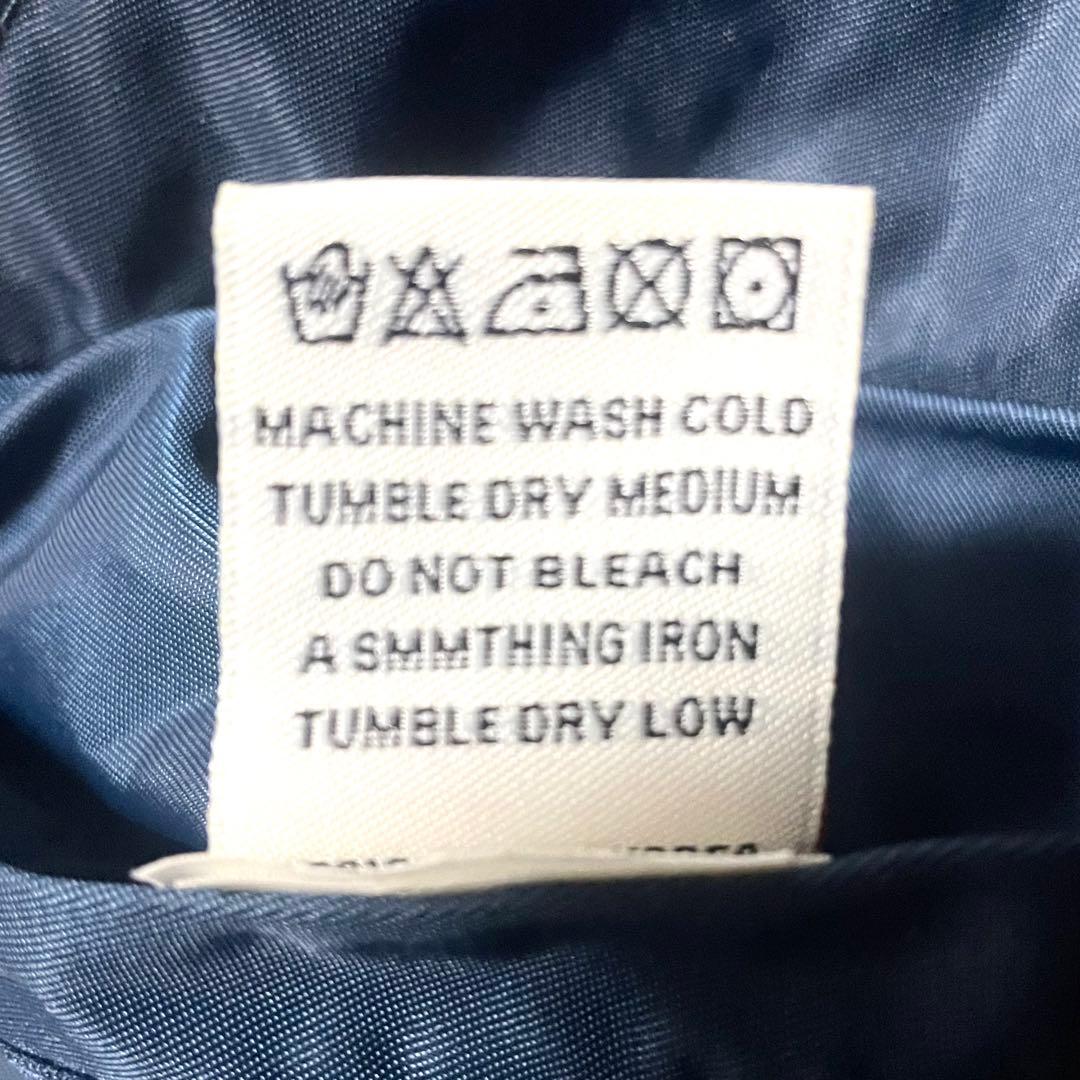 MACHINE WASH COLD
TUMBLE DRY MEDIUM
DO NOT BLEACH
A SMMTHING IRON
TUMBLE DRY LOW